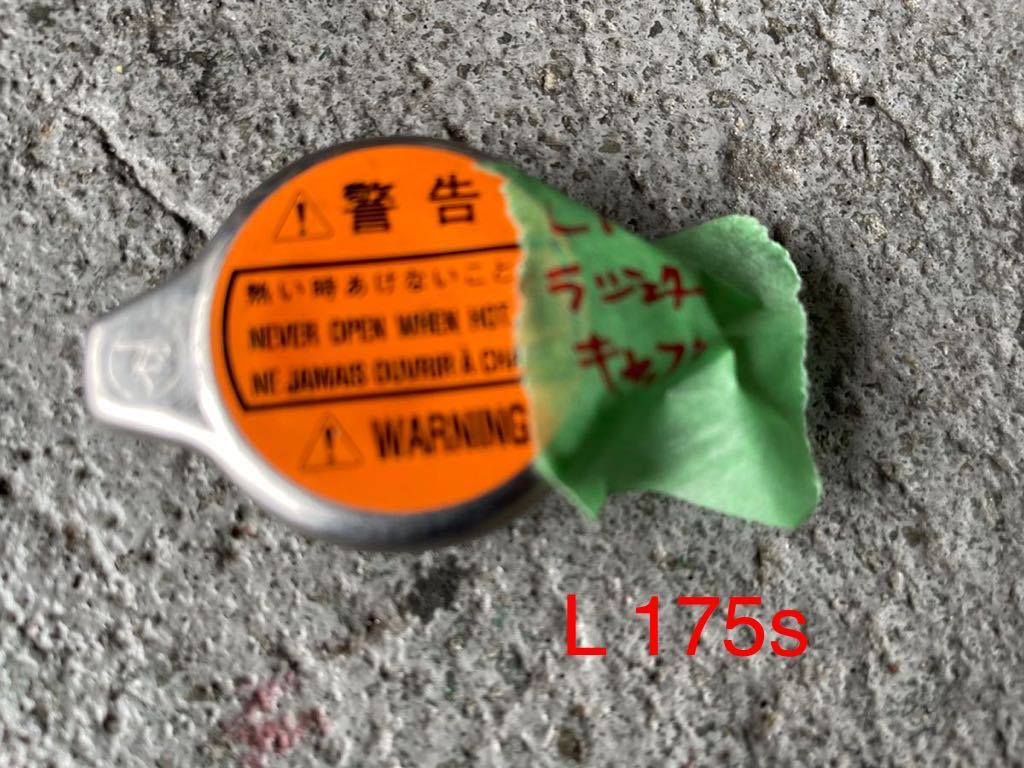 警告
熱い時あけないこと
NEVER OPEN WHEN HOT
NE JAMAIS OUVRIR À
WARNING
ラジエター
キャップ
L 175s